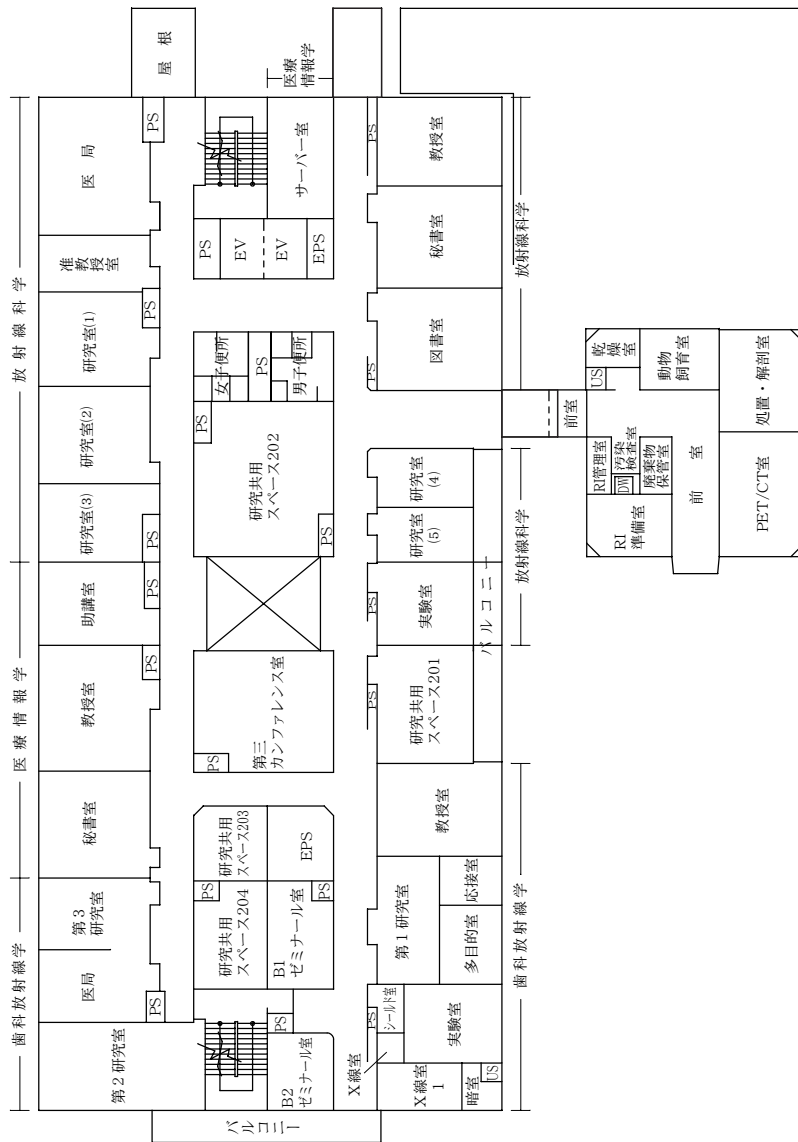 歯科放射線学
医療情報学
放射線科学
屋根
医療
情報学
第2研究室
医局
第3
研究室
秘書室
教授室
助講室
研究室(3)
研究室(2)
研究室(1)
准教授室
医局
PS
PS
PS
PS
PS
PS
PS
バルコニー
B2
ゼミナール室
PS
研究共用
スペース204
PS
B1
ゼミナール室
PS
研究共用
スペース203
EPS
PS
第三
カンファレンス室
研究共用
スペース202
PS
PS
女子便所
PS
男子便所
PS
EV
EV
EPS
サーバー室
X線室
X線室
1
暗室
US
PS
シールド室
実験室
第1研究室
多目的室
応接室
教授室
PS
研究共用
スペース201
PS
実験室
研究室
(5)
研究室
(4)
バルコニー
PS
図書室
秘書室
PS
教授室
歯科放射線学
放射線科学
放射線科学
前室
RI
準備室
RI管理室
DW
汚染
検査室
廃棄物
保管室
US
乾燥室
動物
飼育室
前室
PET/CT室
処置・解剖室